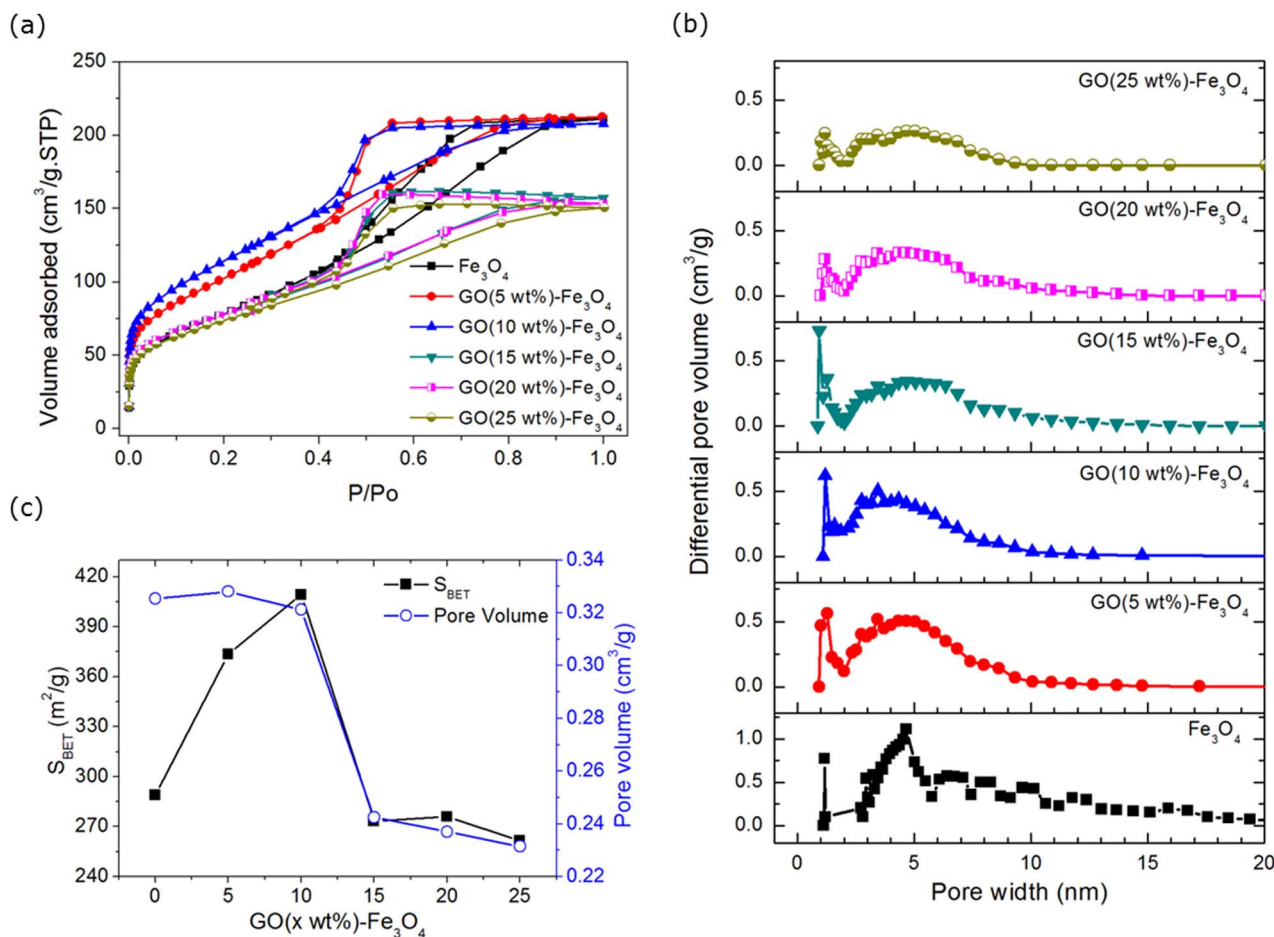 (a)
Volume adsorbed (cm³/g.STP)
250
200
150
100
50
0
0.0 0.2 0.4 0.6 0.8 1.0
P/Po
Fe₃O₄
GO(5 wt%)-Fe₃O₄
GO(10 wt%)-Fe₃O₄
GO(15 wt%)-Fe₃O₄
GO(20 wt%)-Fe₃O₄
GO(25 wt%)-Fe₃O₄
(b)
Differential pore volume (cm³/g)
GO(25 wt%)-Fe₃O₄
0.5
0.0
GO(20 wt%)-Fe₃O₄
0.5
0.0
GO(15 wt%)-Fe₃O₄
0.5
0.0
GO(10 wt%)-Fe₃O₄
0.5
0.0
GO(5 wt%)-Fe₃O₄
0.5
0.0
Fe₃O₄
1.0
0.5
0.0
0 5 10 15 20
Pore width (nm)
(c)
S_BET (m²/g)
420
390
360
330
300
270
240
S_BET
Pore Volume
0.34
0.32
0.30
0.28
0.26
0.24
0.22
Pore volume (cm³/g)
0 5 10 15 20 25
GO(x wt%)-Fe₃O₄